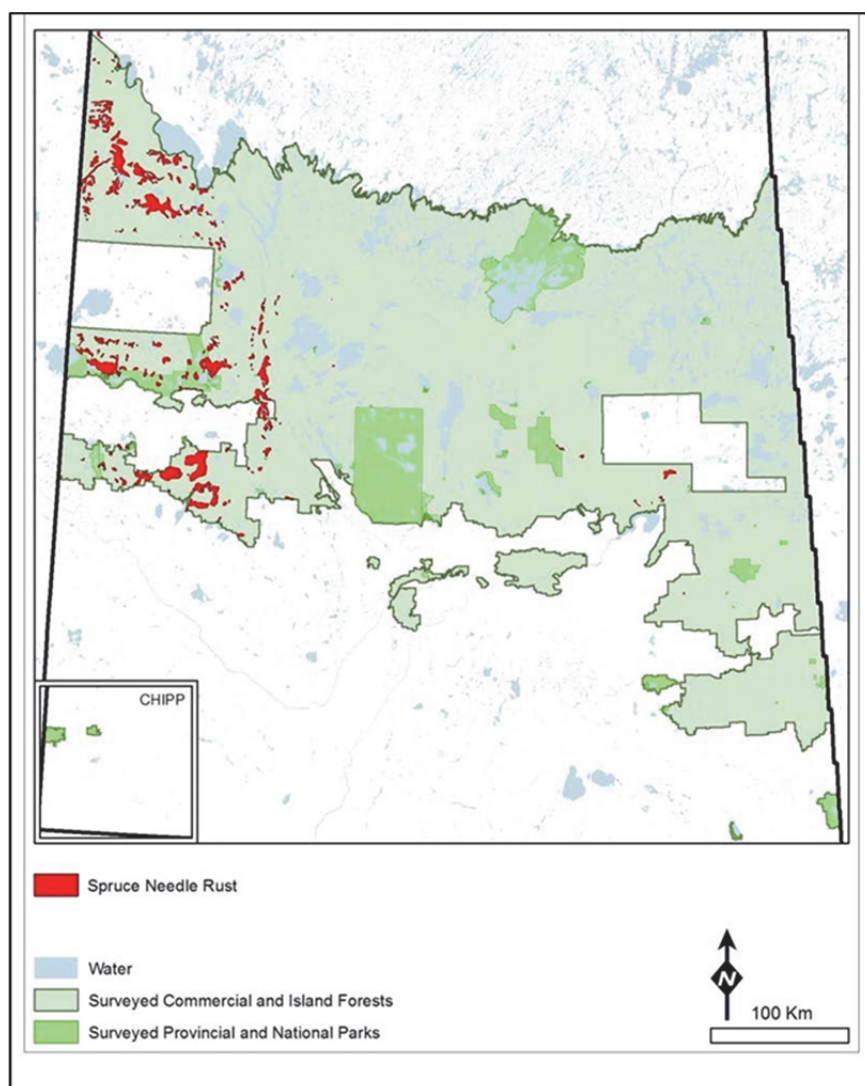 CHIPP
Spruce Needle Rust
Water
Surveyed Commercial and Island Forests
Surveyed Provincial and National Parks
N
100 Km